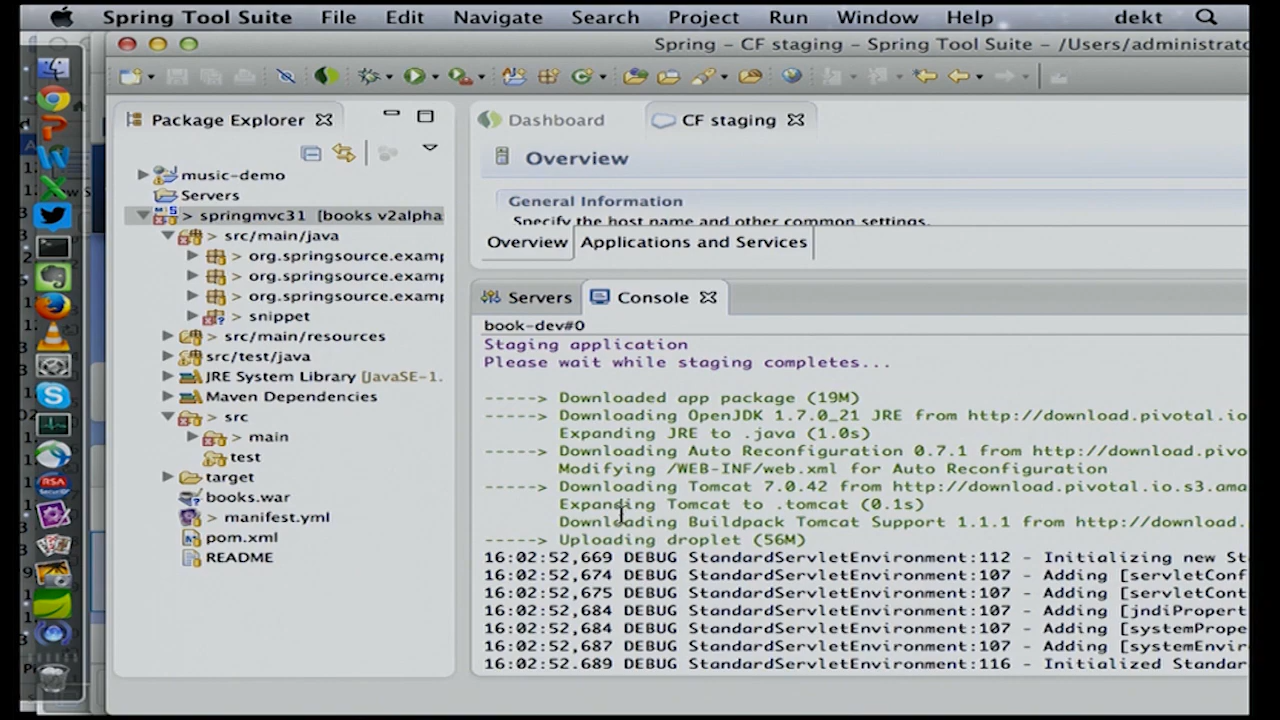 Spring Tool Suite File Edit Navigate Search Project Run Window Help dekt
Spring - CF staging - Spring Tool Suite - /Users/administrato
Package Explorer
music-demo
Servers
> springmvc31 [books v2alpha
> src/main/java
> org.springsource.examp
> org.springsource.examp
> org.springsource.examp
> snippet
> src/main/resources
src/test/java
JRE System Library [JavaSE-1.
Maven Dependencies
> src
> main
test
target
books.war
> manifest.yml
pom.xml
README
Dashboard CF staging
Overview
General Information
Specify the host name and other common settings.
Overview Applications and Services
Servers Console
book-dev#0
Staging application
Please wait while staging completes...
-----> Downloaded app package (19M)
-----> Downloading OpenJDK 1.7.0_21 JRE from http://download.pivotal.io
Expanding JRE to .java (1.0s)
-----> Downloading Auto Reconfiguration 0.7.1 from http://download.pivo
Modifying /WEB-INF/web.xml for Auto Reconfiguration
-----> Downloading Tomcat 7.0.42 from http://download.pivotal.io.s3.ama
Expanding Tomcat to .tomcat (0.1s)
Downloading Buildpack Tomcat Support 1.1.1 from http://download.
-----> Uploading droplet (56M)
16:02:52,669 DEBUG StandardServletEnvironment:112 - Initializing new St
16:02:52,674 DEBUG StandardServletEnvironment:107 - Adding [servletConf
16:02:52,675 DEBUG StandardServletEnvironment:107 - Adding [servletCont
16:02:52,684 DEBUG StandardServletEnvironment:107 - Adding [jndiPropert
16:02:52,684 DEBUG StandardServletEnvironment:107 - Adding [systemPrope
16:02:52,687 DEBUG StandardServletEnvironment:107 - Adding [systemEnvir
16:02:52.689 DEBUG StandardServletEnvironment:116 - Initialized Standar